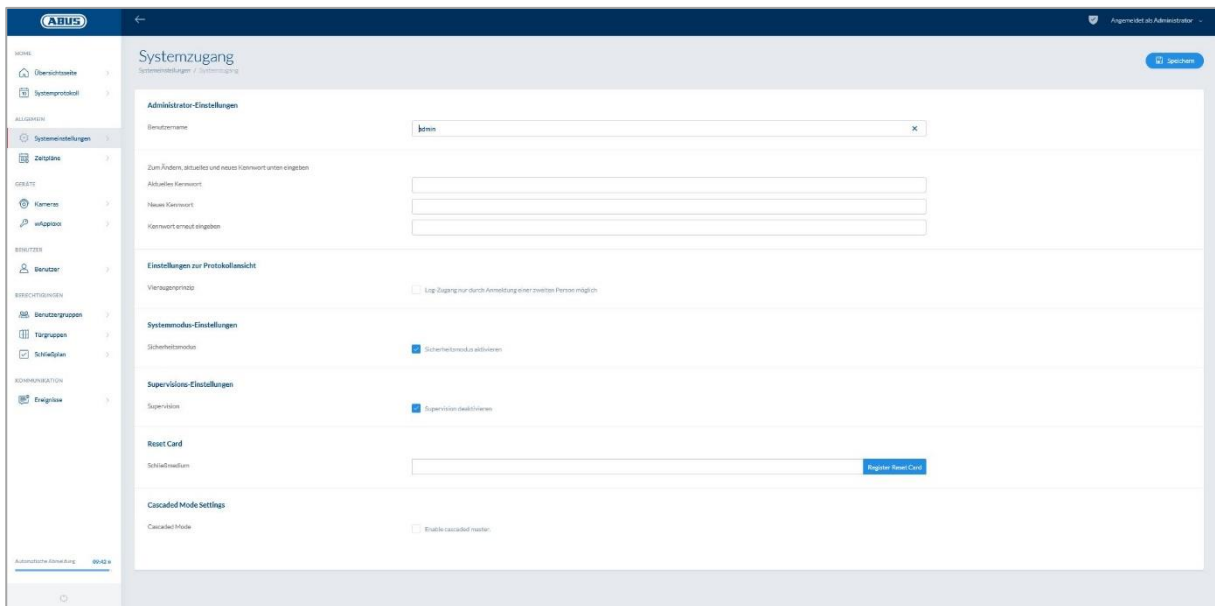 ABUS
Angemeldet als Administrator
HOME
Übersichtsseite
Systemprotokoll
ALLGEMEIN
Systemeinstellungen
Zeitpläne
GERÄTE
Kameras
wAppLoxx
BENUTZER
Benutzer
BERECHTIGUNGEN
Benutzergruppen
Türgruppen
Schließplan
KOMMUNIKATION
Ereignisse
Automatische Abmeldung
Systemzugang
Systemeinstellungen / Systemzugang
Speichern
Administrator-Einstellungen
Benutzername admin
Zum Ändern, aktuelles und neues Kennwort unten eingeben
Aktuelles Kennwort
Neues Kennwort
Kennwort erneut eingeben
Einstellungen zur Protokollansicht
Vieraugenprinzip Log-Zugang nur durch Anmeldung einer zweiten Person möglich
Systemmodus-Einstellungen
Sicherheitsmodus Sicherheitsmodus aktivieren
Supervisions-Einstellungen
Supervision Supervision deaktivieren
Reset Card
Schließmedium Register Reset Card
Cascaded Mode Settings
Cascaded Mode Enable cascaded master